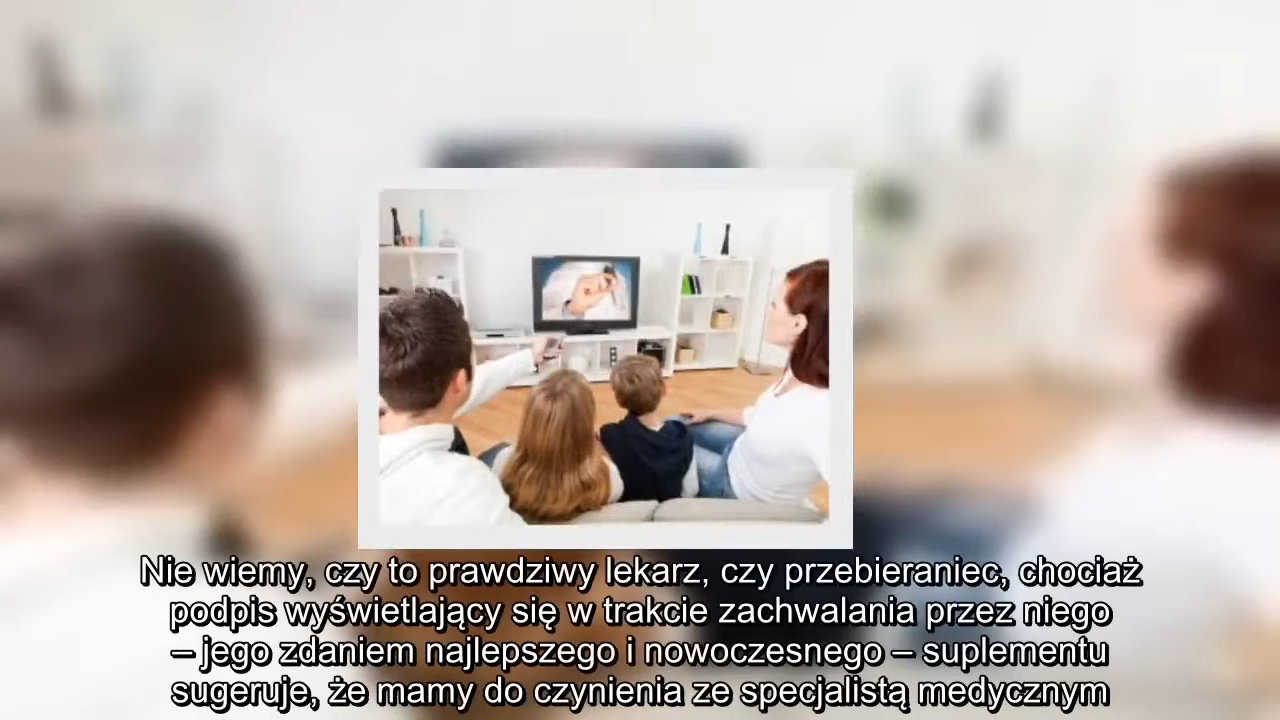 Nie wiemy, czy to prawdziwy lekarz, czy przebieraniec, chociaż
podpis wyświetlający się w trakcie zachwalania przez niego
– jego zdaniem najlepszego i nowoczesnego – suplementu
sugeruje, że mamy do czynienia ze specjalistą medycznym